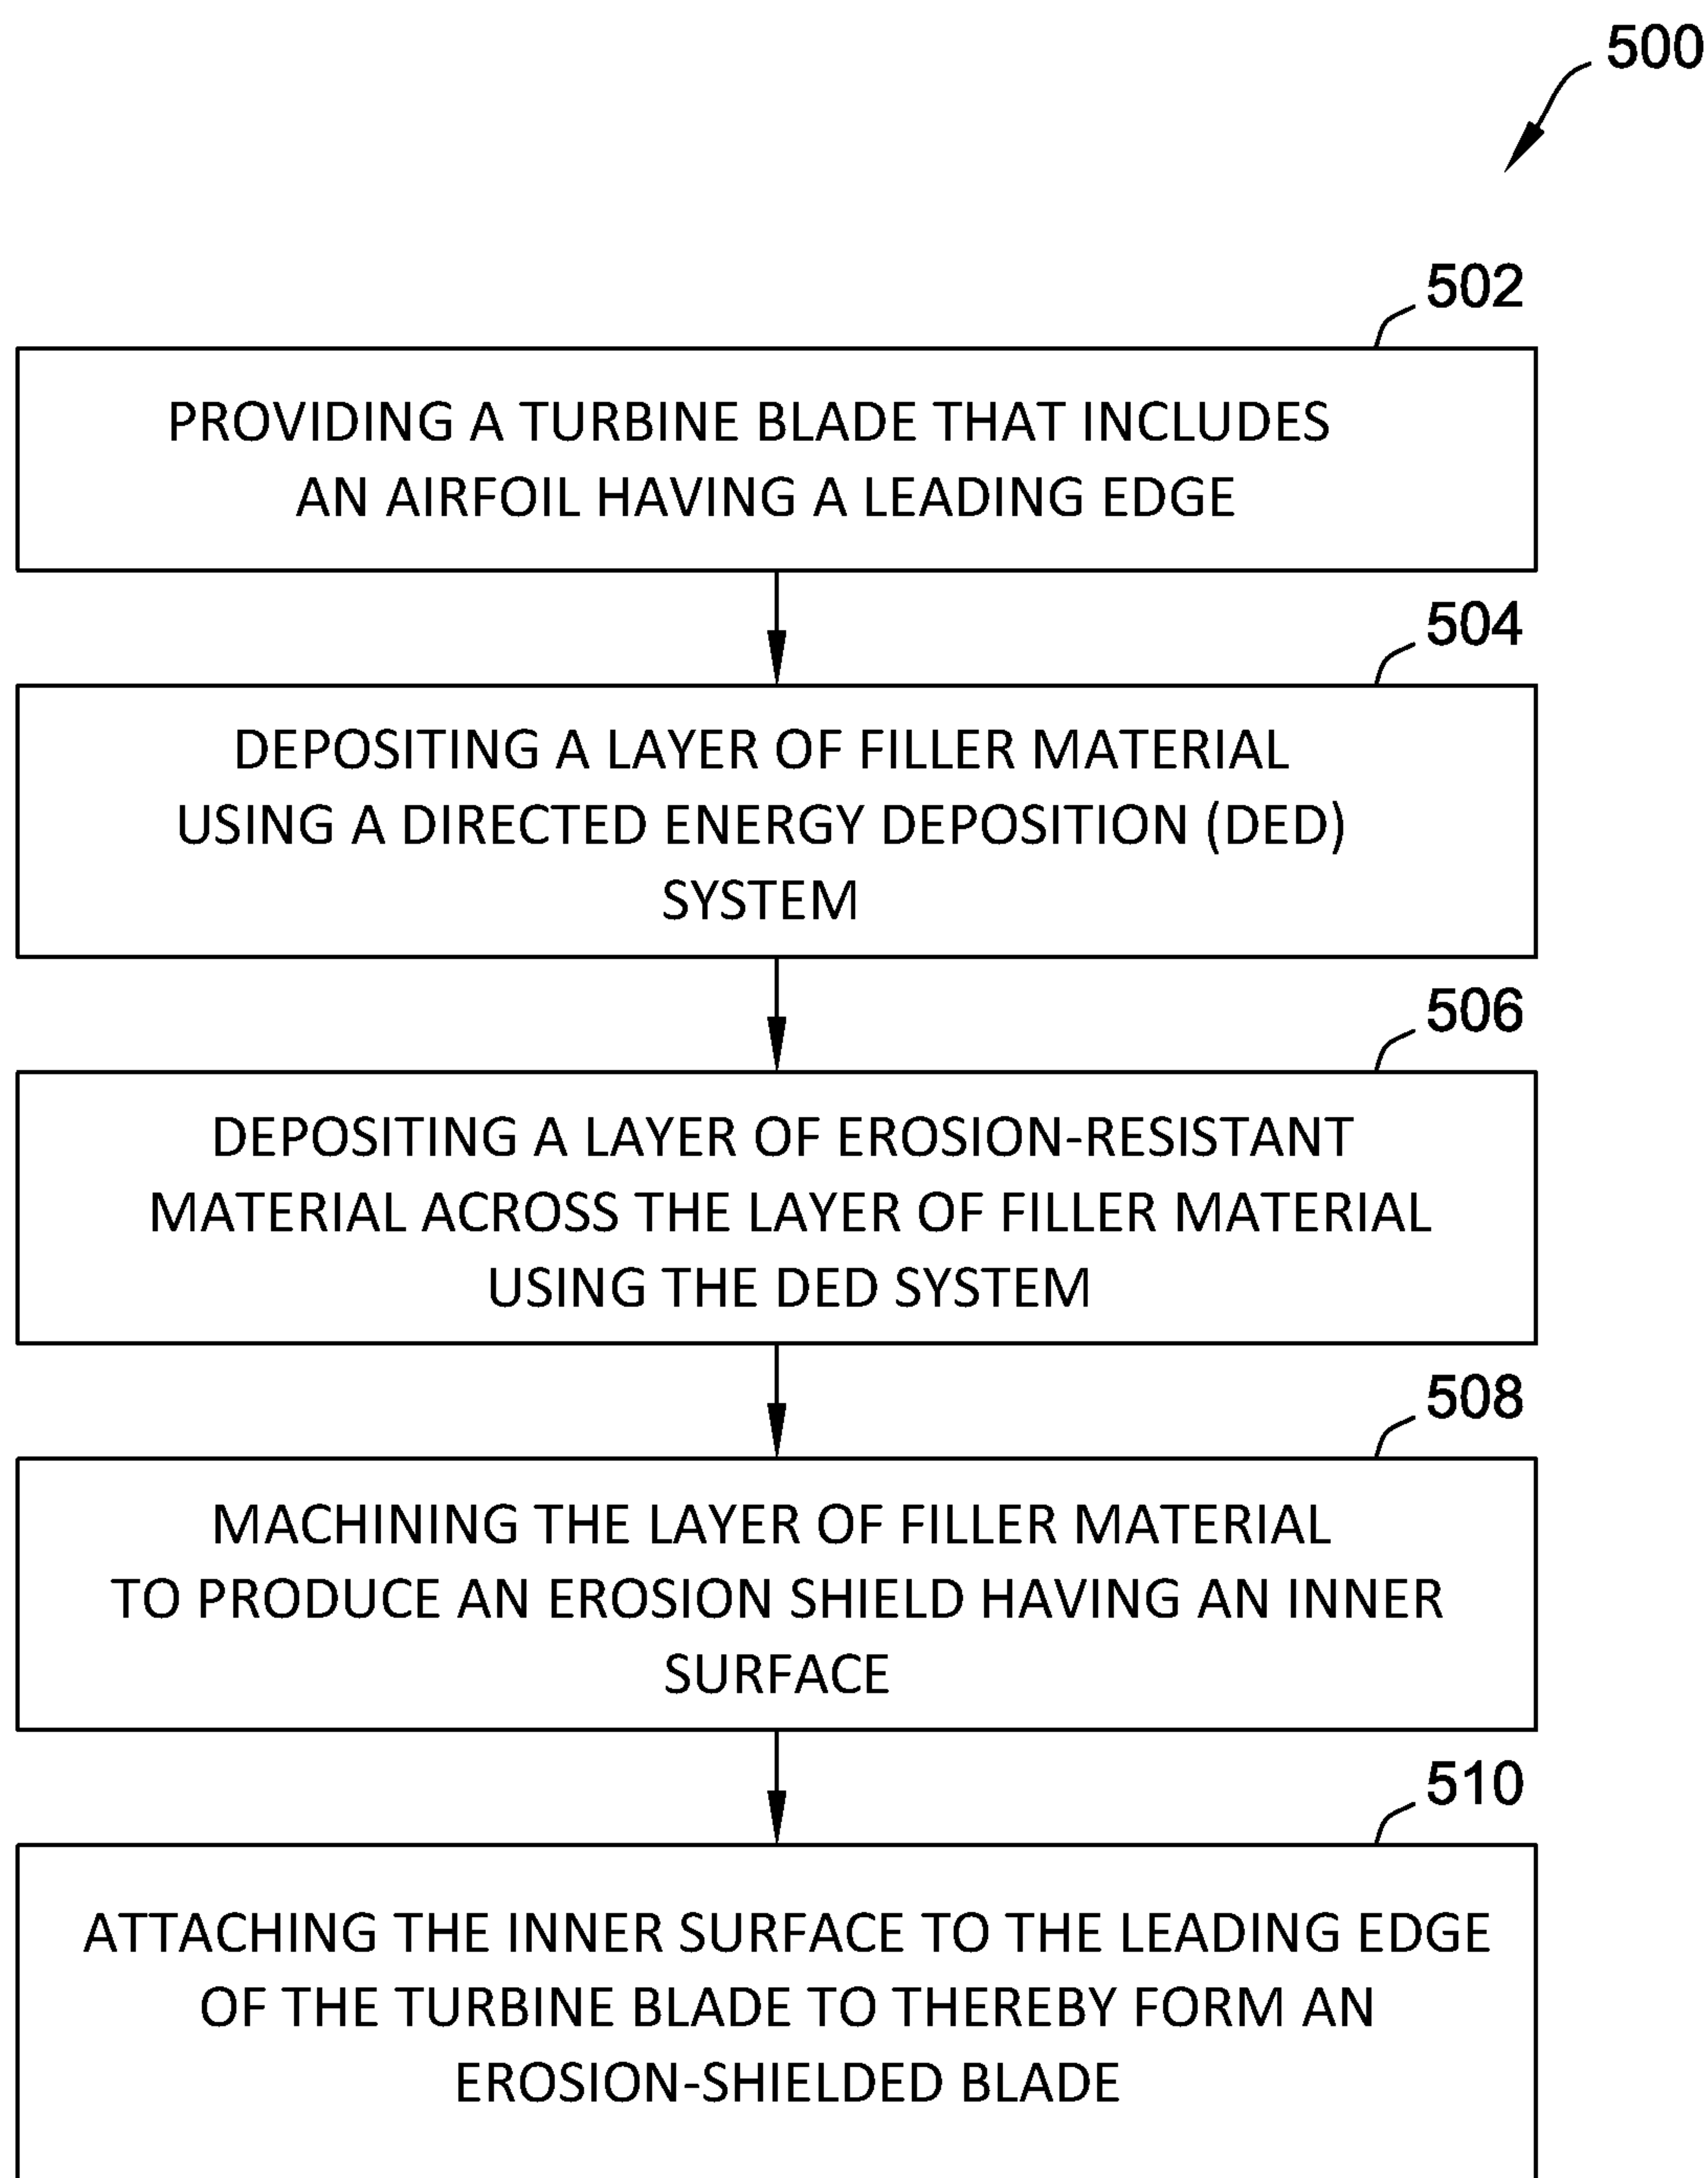 500
502
PROVIDING A TURBINE BLADE THAT INCLUDES
AN AIRFOIL HAVING A LEADING EDGE
504
DEPOSITING A LAYER OF FILLER MATERIAL
USING A DIRECTED ENERGY DEPOSITION (DED)
SYSTEM
506
DEPOSITING A LAYER OF EROSION-RESISTANT
MATERIAL ACROSS THE LAYER OF FILLER MATERIAL
USING THE DED SYSTEM
508
MACHINING THE LAYER OF FILLER MATERIAL
TO PRODUCE AN EROSION SHIELD HAVING AN INNER
SURFACE
510
ATTACHING THE INNER SURFACE TO THE LEADING EDGE
OF THE TURBINE BLADE TO THEREBY FORM AN
EROSION-SHIELDED BLADE